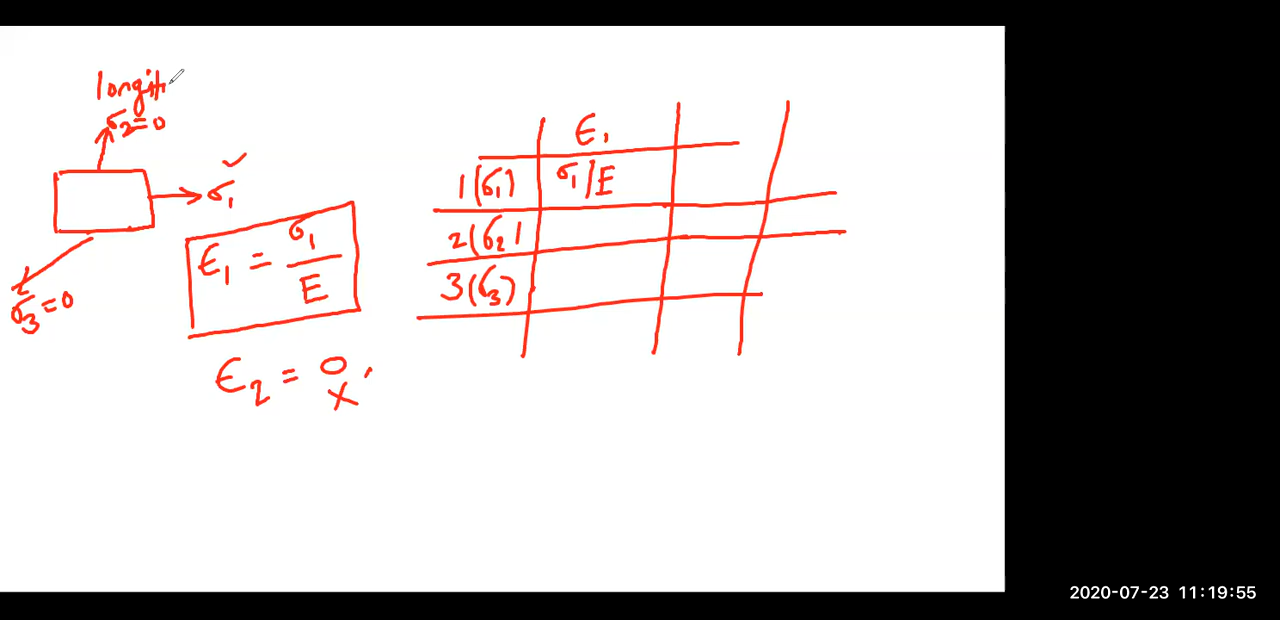 longit
σ2=0
σ1
σ3=0
ϵ1 = σ1/E
ϵ2 = 0
x
ϵ1
1(σ1) σ1/E
2(σ2)
3(σ3)
2020-07-23 11:19:55